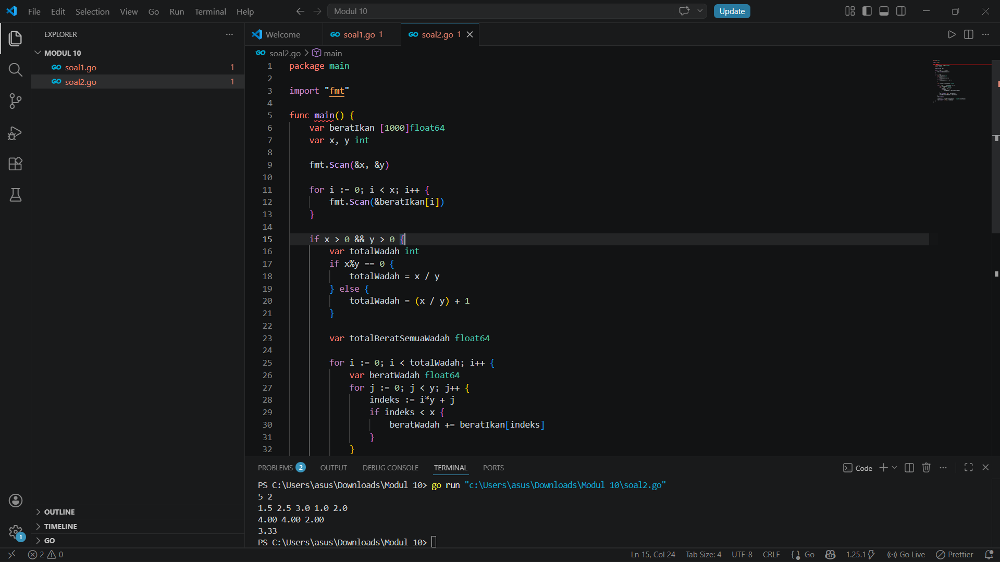 File Edit Selection View Go Run Terminal Help
Modul 10
Update
EXPLORER
MODUL 10
soal1.go 1
soal2.go 1
OUTLINE
TIMELINE
GO
Welcome
GO soal1.go 1
GO soal2.go 1
GO soal2.go > main
1 package main
2
3 import "fmt"
4
5 func main() {
6 var beratIkan [1000]float64
7 var x, y int
8
9 fmt.Scan(&x, &y)
10
11 for i := 0; i < x; i++ {
12 fmt.Scan(&beratIkan[i])
13 }
14
15 if x > 0 && y > 0 {
16 var totalWadah int
17 if x%y == 0 {
18 totalWadah = x / y
19 } else {
20 totalWadah = (x / y) + 1
21 }
22
23 var totalBeratSemuaWadah float64
24
25 for i := 0; i < totalWadah; i++ {
26 var beratWadah float64
27 for j := 0; j < y; j++ {
28 indeks := i*y + j
29 if indeks < x {
30 beratWadah += beratIkan[indeks]
31 }
32 }
PROBLEMS 2 OUTPUT DEBUG CONSOLE TERMINAL PORTS
Code
PS C:\Users\asus\Downloads\Modul 10> go run "c:\Users\asus\Downloads\Modul 10\soal2.go"
5 2
1.5 2.5 3.0 1.0 2.0
4.00 4.00 2.00
3.33
PS C:\Users\asus\Downloads\Modul 10>
1
2 0
Ln 15, Col 24 Tab Size: 4 UTF-8 CRLF { } Go 1.25.1 Go Live Prettier